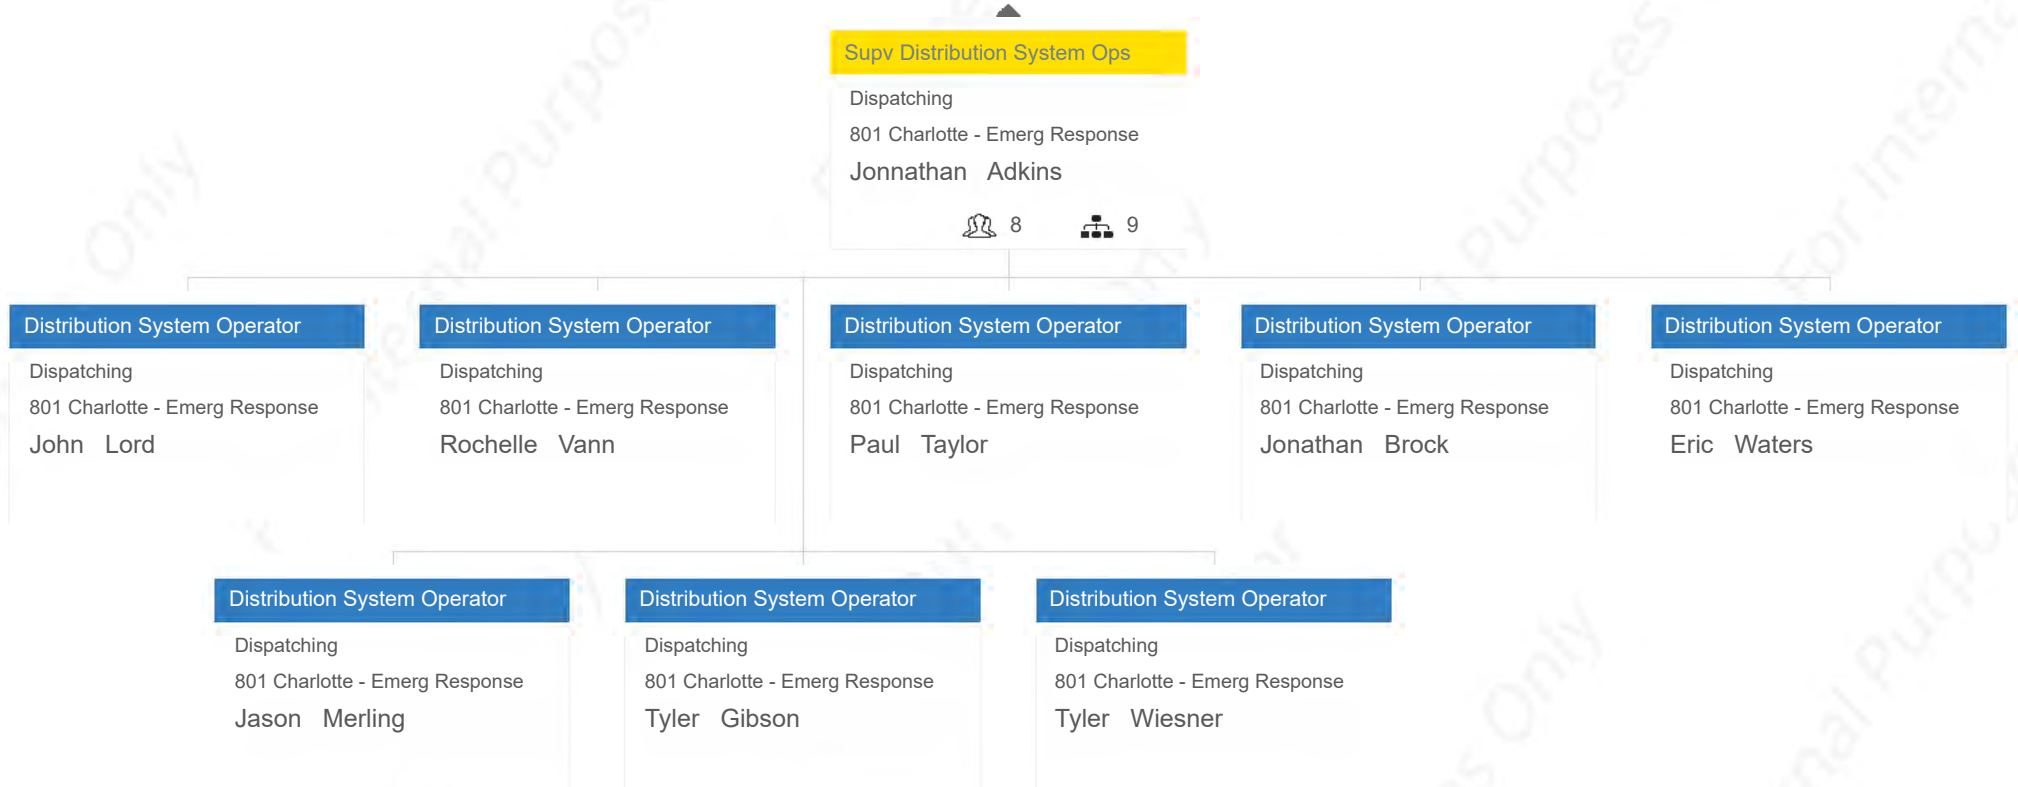 Supv Distribution System Ops
Dispatching
801 Charlotte - Emerg Response
Jonnathan Adkins
8 9
Distribution System Operator
Dispatching
801 Charlotte - Emerg Response
John Lord
Distribution System Operator
Dispatching
801 Charlotte - Emerg Response
Rochelle Vann
Distribution System Operator
Dispatching
801 Charlotte - Emerg Response
Paul Taylor
Distribution System Operator
Dispatching
801 Charlotte - Emerg Response
Jonathan Brock
Distribution System Operator
Dispatching
801 Charlotte - Emerg Response
Eric Waters
Distribution System Operator
Dispatching
801 Charlotte - Emerg Response
Jason Merling
Distribution System Operator
Dispatching
801 Charlotte - Emerg Response
Tyler Gibson
Distribution System Operator
Dispatching
801 Charlotte - Emerg Response
Tyler Wiesner